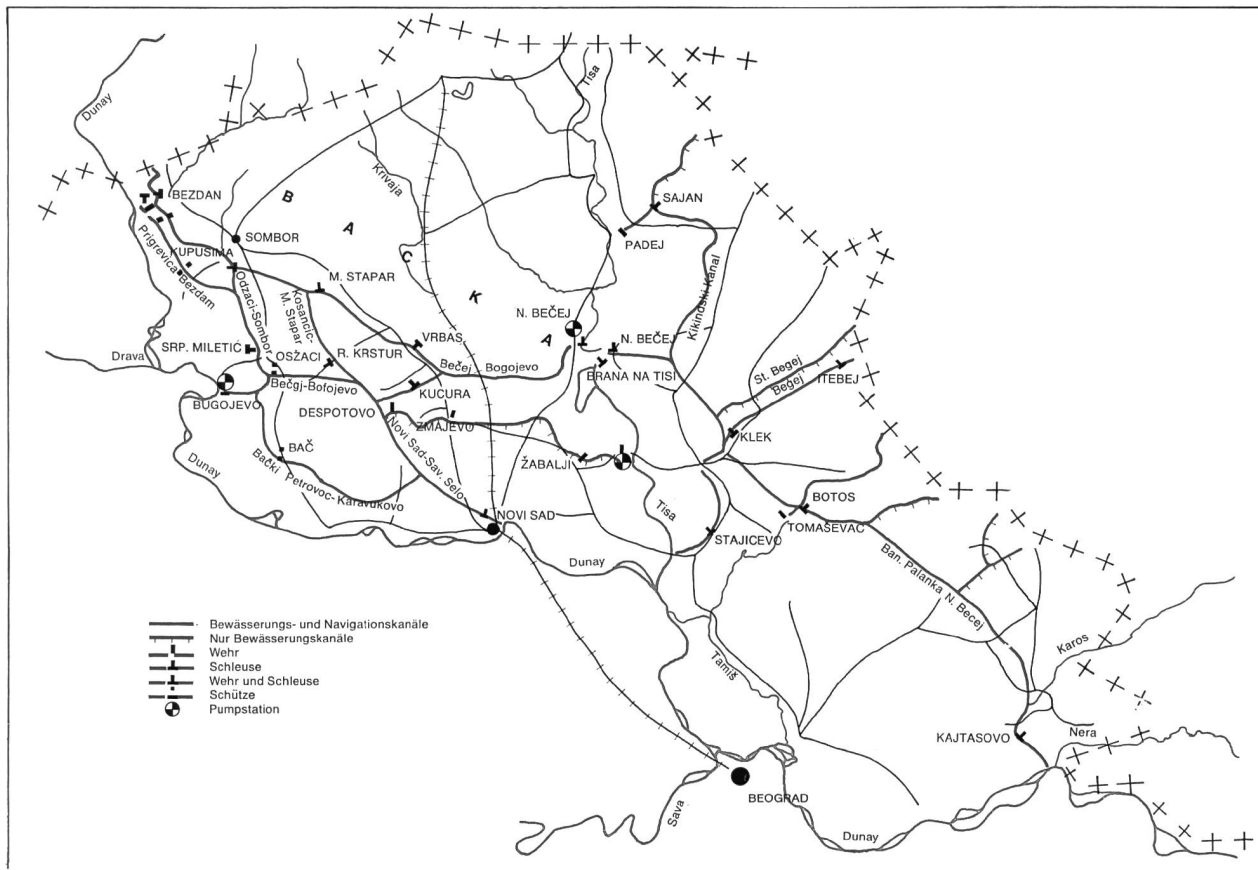 Dunay
Tisa
Krivaja
BEZDAN
B
A
C
K
A
SAJAN
PADEJ
SOMBOR
KUPUSIMA
Prigrevica Bezdam
Odzaci-Sombor
Kosancic-
M. Stapar
M. STAPAR
Kikindski Kanal
N. BEČEJ
N. BEČEJ
VRBAS
SRP. MILETIĆ
OSŽACI
R. KRSTUR
Bečej - Bogojevo
BRANA NA TISI
St. Begej
Begej
ITEBEJ
Drava
Bečgj-Bofojevo
BUGOJEVO
KUCURA
DESPOTOVO
ZMAJEVO
Novi Sad-Sav. Selo
KLEK
BAČ
Bački Petrovoc-Karavukovo
Dunay
ŽABALJI
Tisa
BOTOS
TOMAŠEVAC
NOVI SAD
STAJICEVO
Dunay
Ban. Palanka N. Becej
Bewässerungs- und Navigationskanäle
Nur Bewässerungskanäle
Wehr
Schleuse
Wehr und Schleuse
Schütze
Pumpstation
Tamiš
Karos
KAJTASOVO
Nera
BEOGRAD
Sava
Dunay